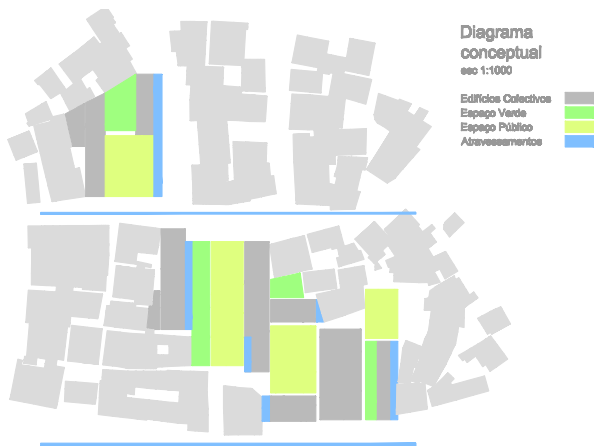 Diagrama
conceptual
esc 1:1000
Edifícios Colectivos
Espaço Verde
Espaço Público
Atravessamentos